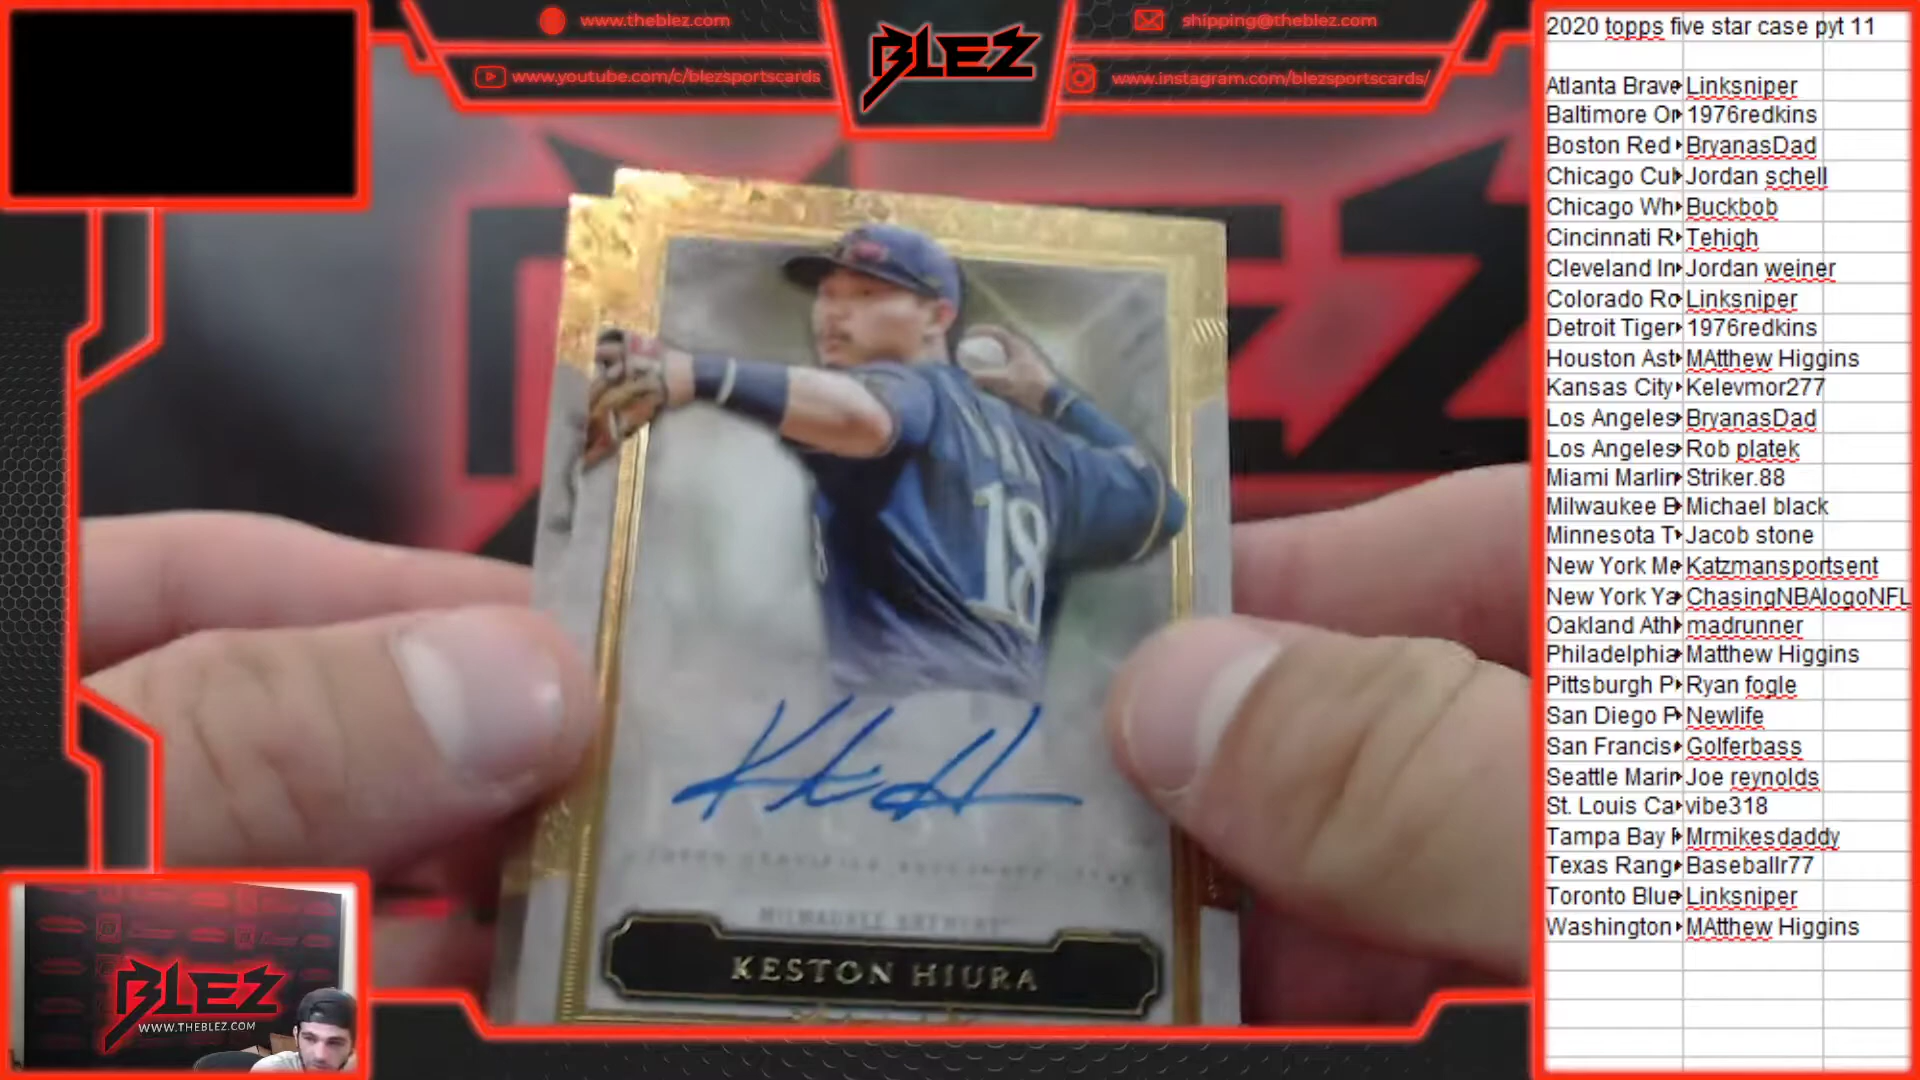 www.theblez.com
shipping@theblez.com
BLEZ
www.youtube.com/c/blezsportscards
www.instagram.com/blezsportscards/
2020 topps five star case pyt 11
Atlanta Brave Linksniper
Baltimore Or 1976redkins
Boston Red BryanasDad
Chicago Cu Jordan schell
Chicago Wh Buckbob
Cincinnati R Tehigh
Cleveland In Jordan weiner
Colorado Ro Linksniper
Detroit Tiger 1976redkins
Houston Ast MAtthew Higgins
Kansas City Kelevmor277
Los Angeles BryanasDad
Los Angeles Rob platek
Miami Marlin Striker.88
Milwaukee B Michael black
Minnesota T Jacob stone
New York Me Katzmansportsent
New York Ya ChasingNBAlogoNFL
Oakland Ath madrunner
Philadelphia Matthew Higgins
Pittsburgh P Ryan fogle
San Diego P Newlife
San Francis Golferbass
Seattle Marin Joe reynolds
St. Louis Ca vibe318
Tampa Bay Mrmikesdaddy
Texas Rang Baseballr77
Toronto Blue Linksniper
Washington MAtthew Higgins
18
MILWAUKEE BREWERS
KESTON HIURA
BLEZ
WWW.THEBLEZ.COM